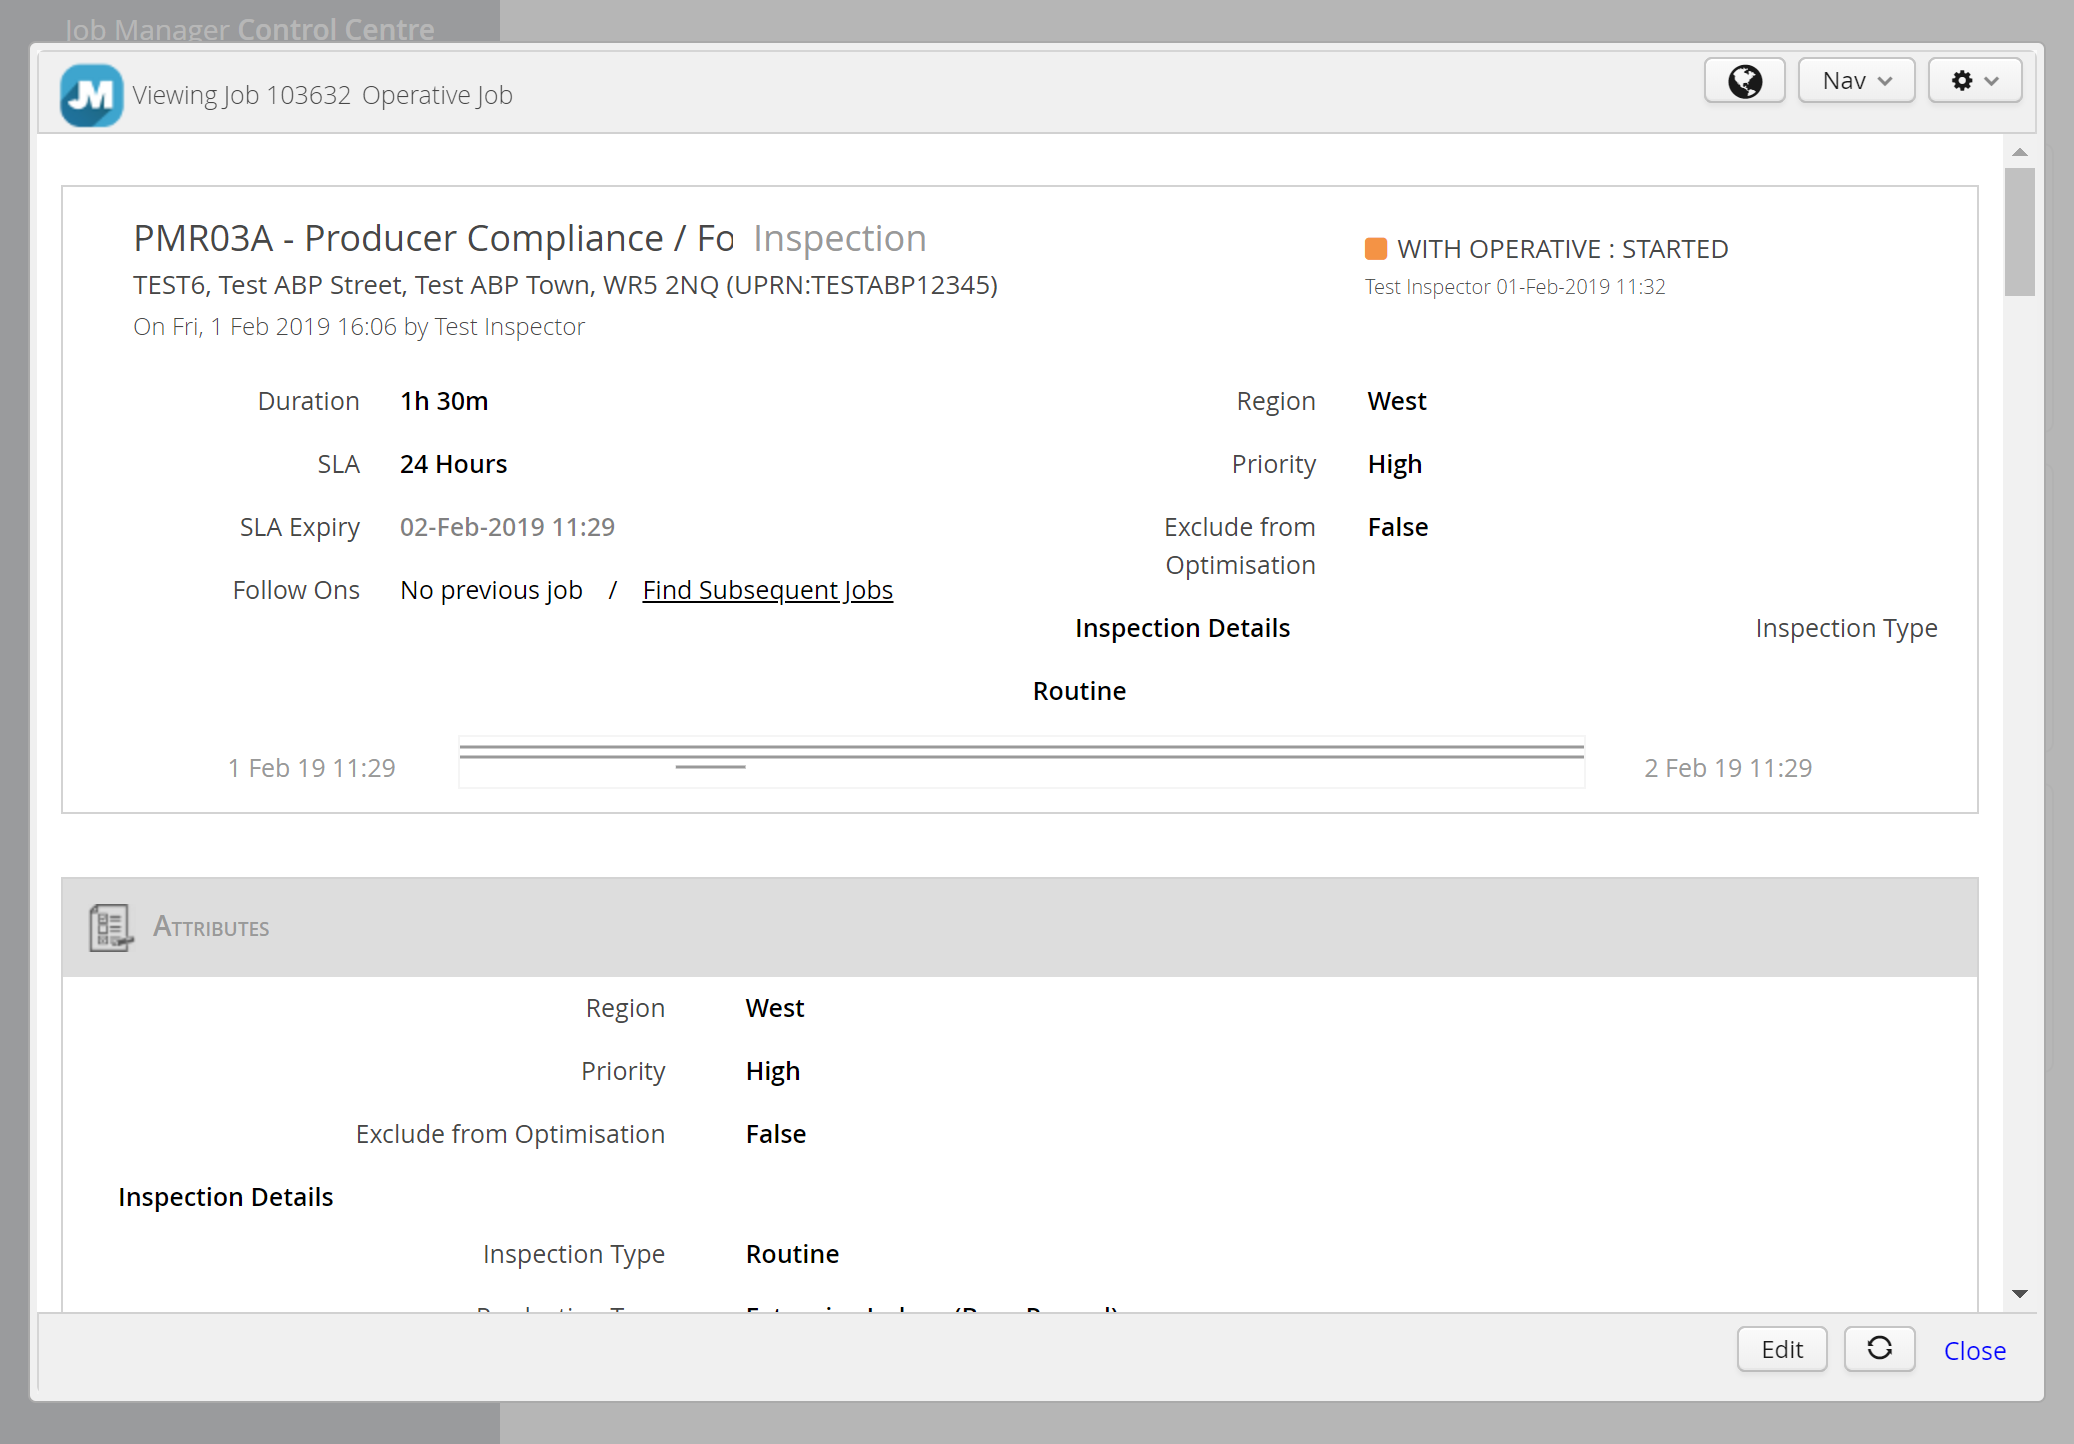 Job Manager Control Centre
JM
Viewing Job 103632 Operative Job
Nav
PMR03A - Producer Compliance / Fo Inspection
TEST6, Test ABP Street, Test ABP Town, WR5 2NQ (UPRN:TESTABP12345)
On Fri, 1 Feb 2019 16:06 by Test Inspector
WITH OPERATIVE : STARTED
Test Inspector 01-Feb-2019 11:32
Duration 1h 30m
SLA 24 Hours
SLA Expiry 02-Feb-2019 11:29
Follow Ons No previous job / Find Subsequent Jobs
Region West
Priority High
Exclude from
Optimisation False
Inspection Details Inspection Type
Routine
1 Feb 19 11:29 2 Feb 19 11:29
Attributes
Region West
Priority High
Exclude from Optimisation False
Inspection Details
Inspection Type Routine
Edit
Close